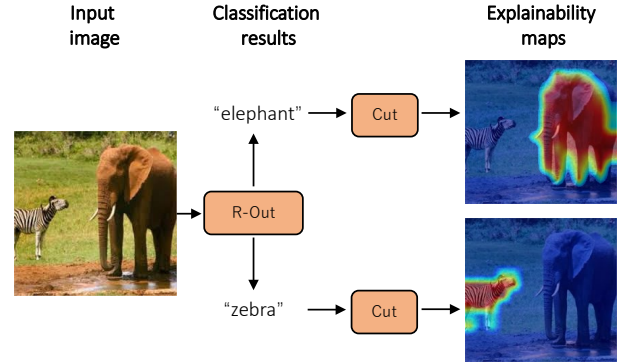 Input
image
Classification
results
Explainability
maps
“elephant”
Cut
R-Out
“zebra”
Cut